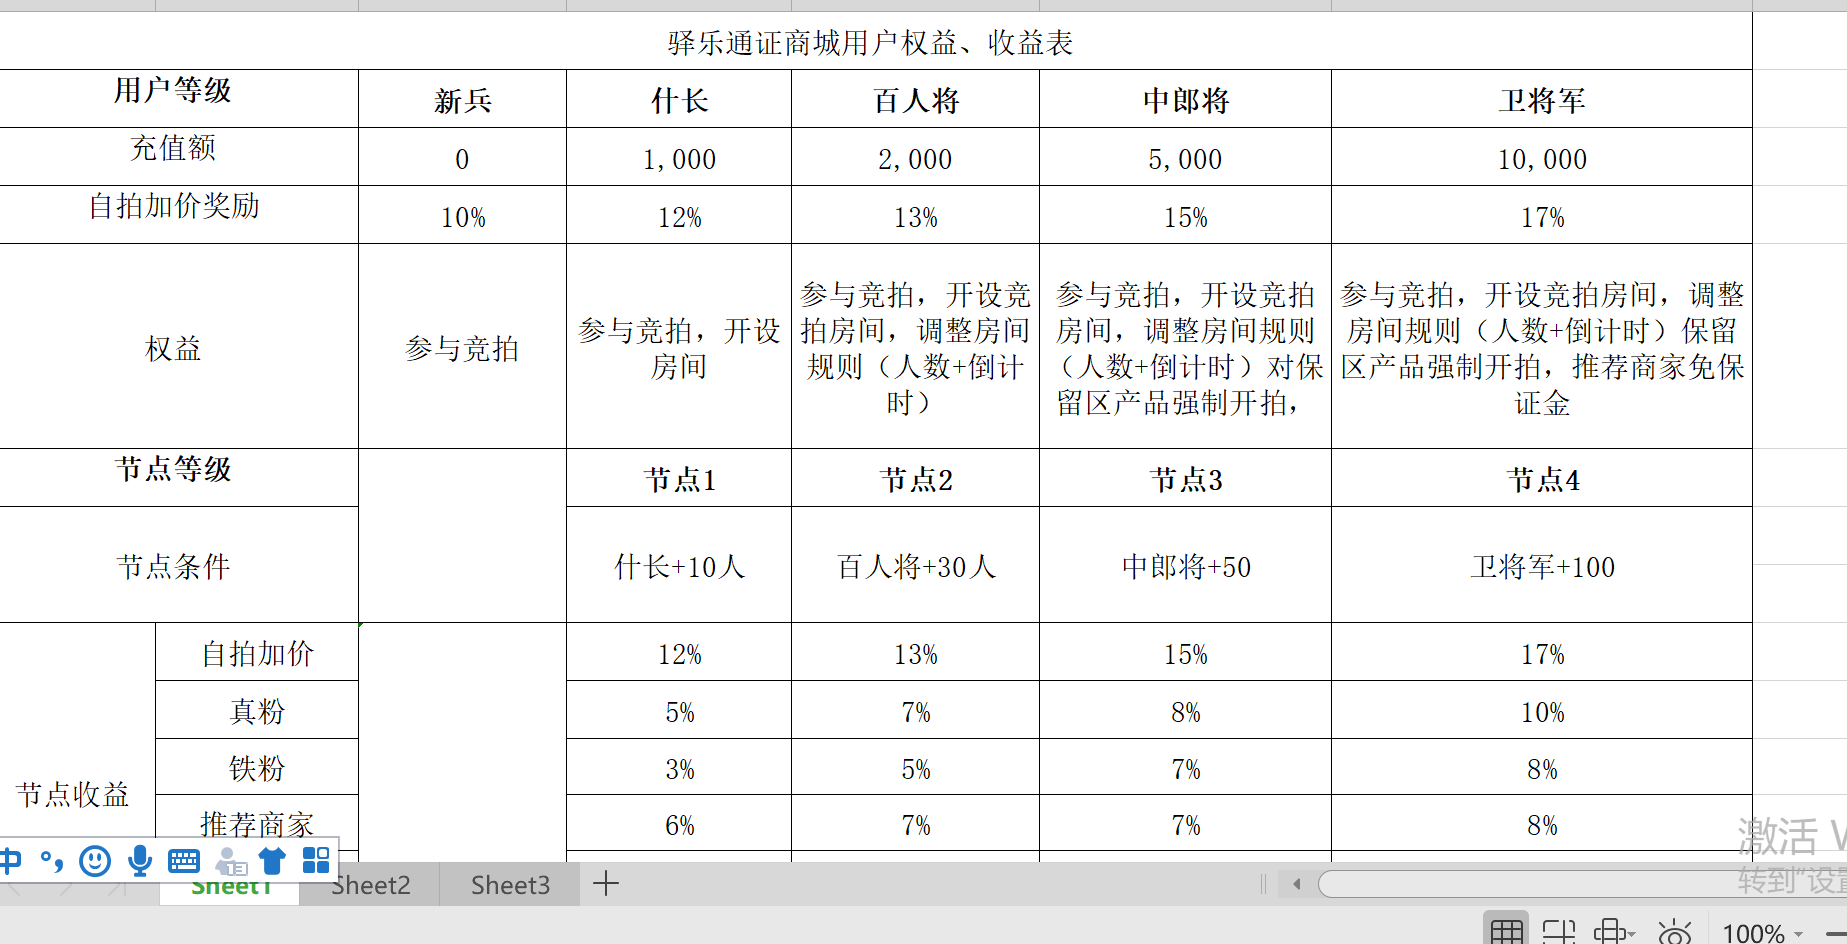 驿乐通证商城用户权益、收益表
用户等级 新兵 什长 百人将 中郎将 卫将军
充值额 0 1,000 2,000 5,000 10,000
自拍加价奖励 10% 12% 13% 15% 17%
权益
参与竞拍
参与竞拍，开设
房间
参与竞拍，开设竞
拍房间，调整房间
规则（人数+倒计
时）
参与竞拍，开设竞拍
房间，调整房间规则
（人数+倒计时）对保
留区产品强制开拍，
参与竞拍，开设竞拍房间，调整
房间规则（人数+倒计时）保留
区产品强制开拍，推荐商家免保
证金
节点等级 节点1 节点2 节点3 节点4
节点条件 什长+10人 百人将+30人 中郎将+50 卫将军+100
节点收益
自拍加价 12% 13% 15% 17%
真粉 5% 7% 8% 10%
铁粉 3% 5% 7% 8%
推荐商家 6% 7% 7% 8%
中
激活 W
转到“设置
Sheet1 Sheet2 Sheet3
100%